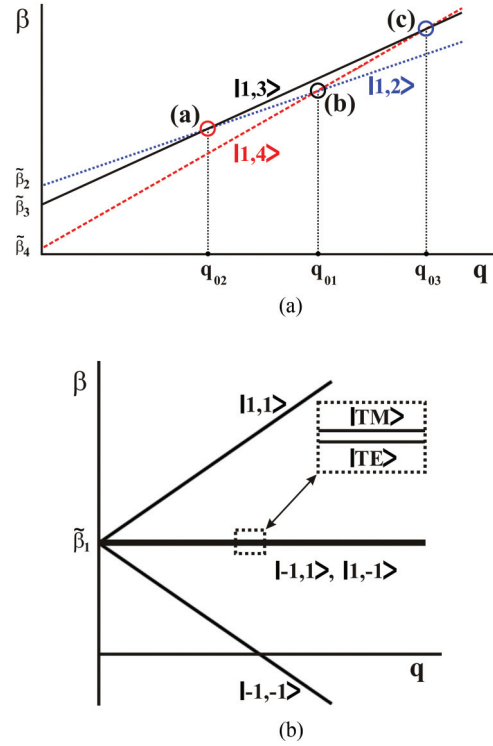 β
(c)
|1,3>
|1,2>
(a)
(b)
|1,4>
β̃₂
β̃₃
β̃₄
q₀₂ q₀₁ q₀₃ q
(a)
β
|1,1>
|TM>
|TE>
β̃₁
|-1,1>, |1,-1>
q
|-1,-1>
(b)